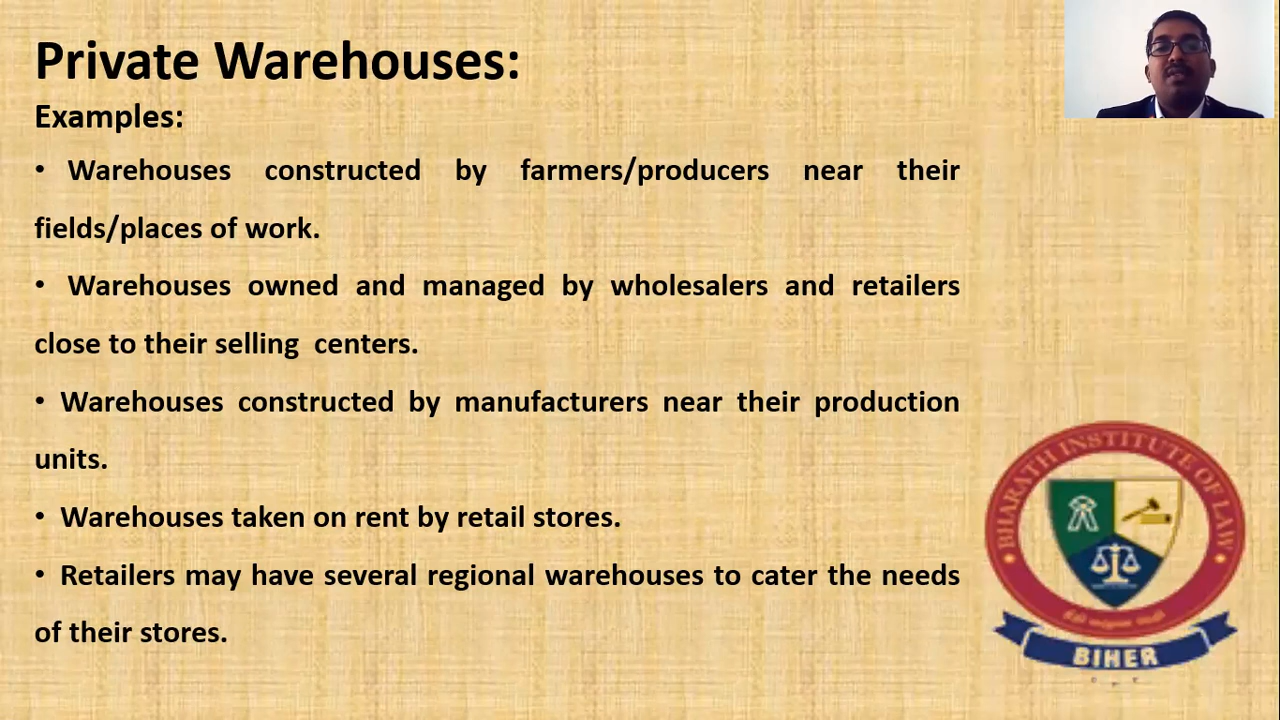 Private Warehouses:
Examples:
• Warehouses constructed by farmers/producers near their
fields/places of work.
• Warehouses owned and managed by wholesalers and retailers
close to their selling centers.
• Warehouses constructed by manufacturers near their production
units.
• Warehouses taken on rent by retail stores.
• Retailers may have several regional warehouses to cater the needs
of their stores.
BHARATH INSTITUTE OF LAW
BIHER